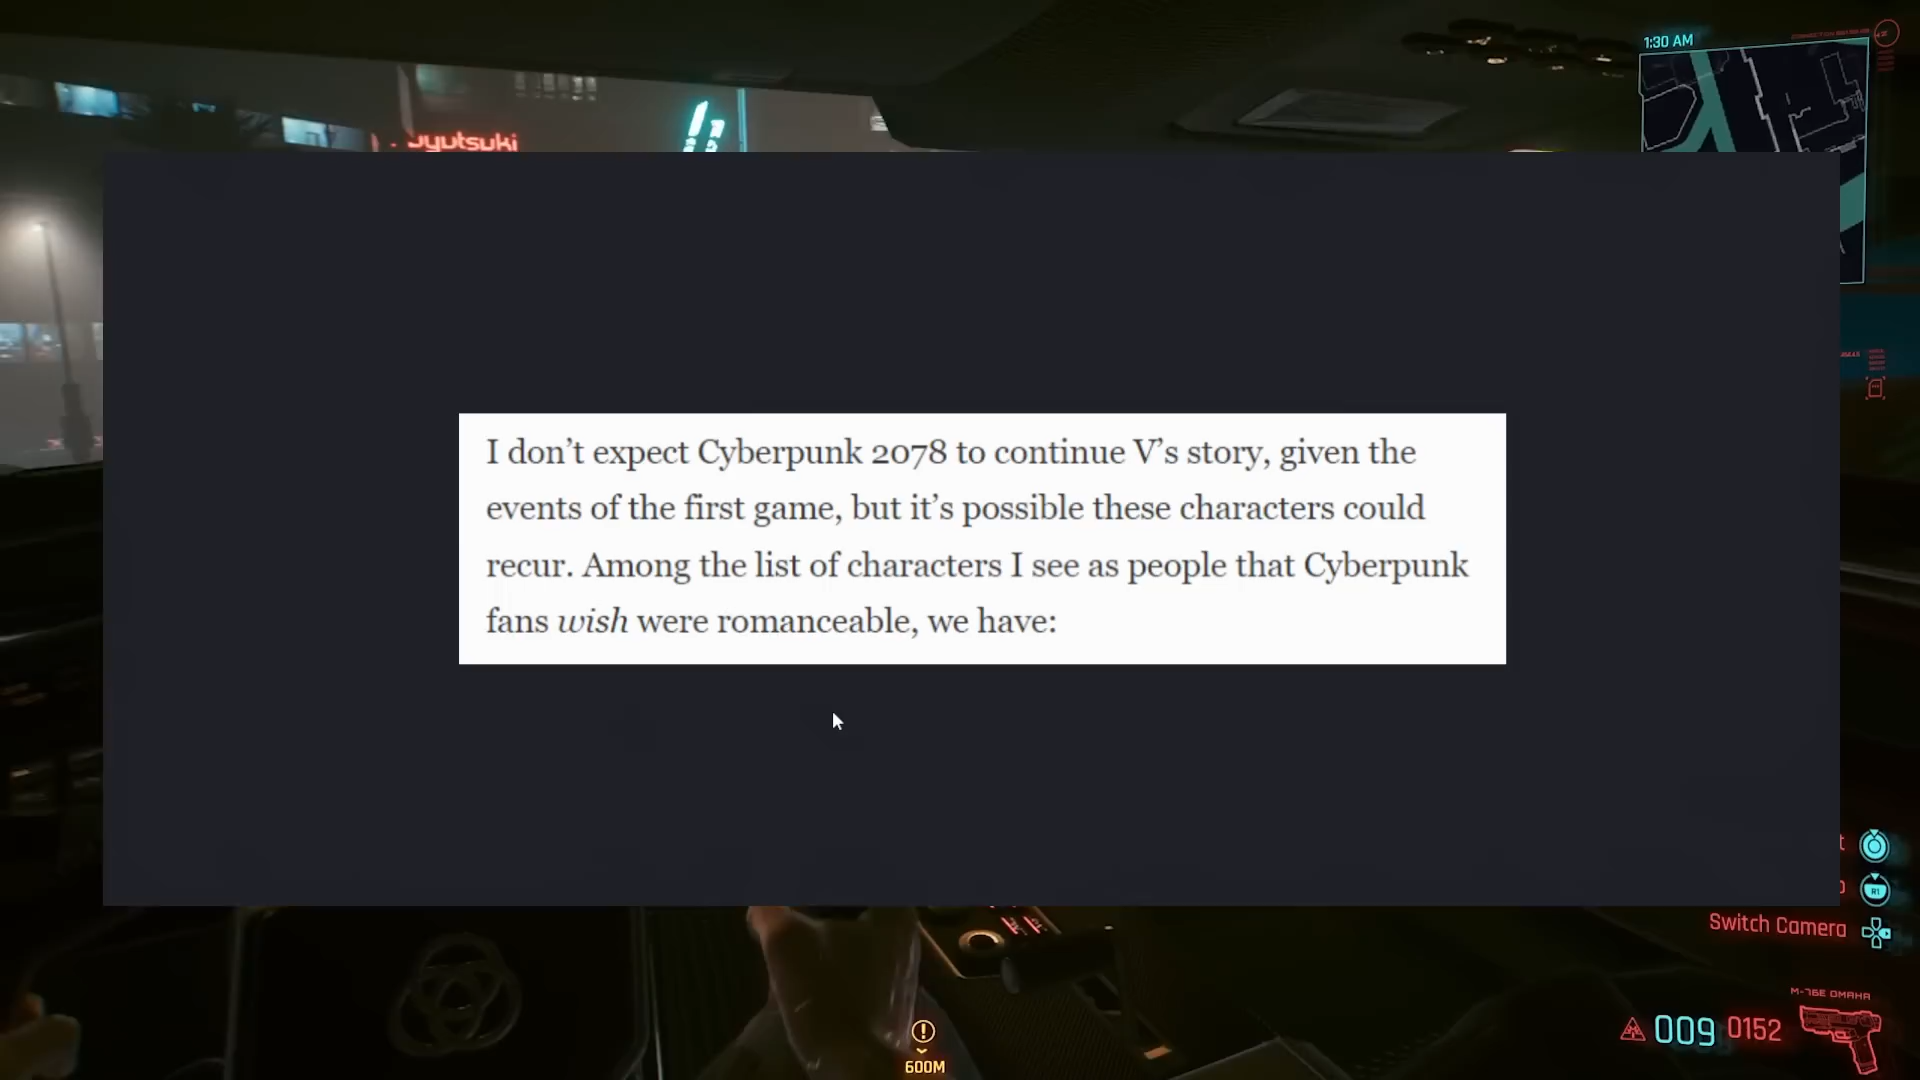 1:30 AM
I don’t expect Cyberpunk 2078 to continue V’s story, given the
events of the first game, but it’s possible these characters could
recur. Among the list of characters I see as people that Cyberpunk
fans wish were romanceable, we have:
R1
Switch Camera
M-76E OMAHA
009 0152
600M